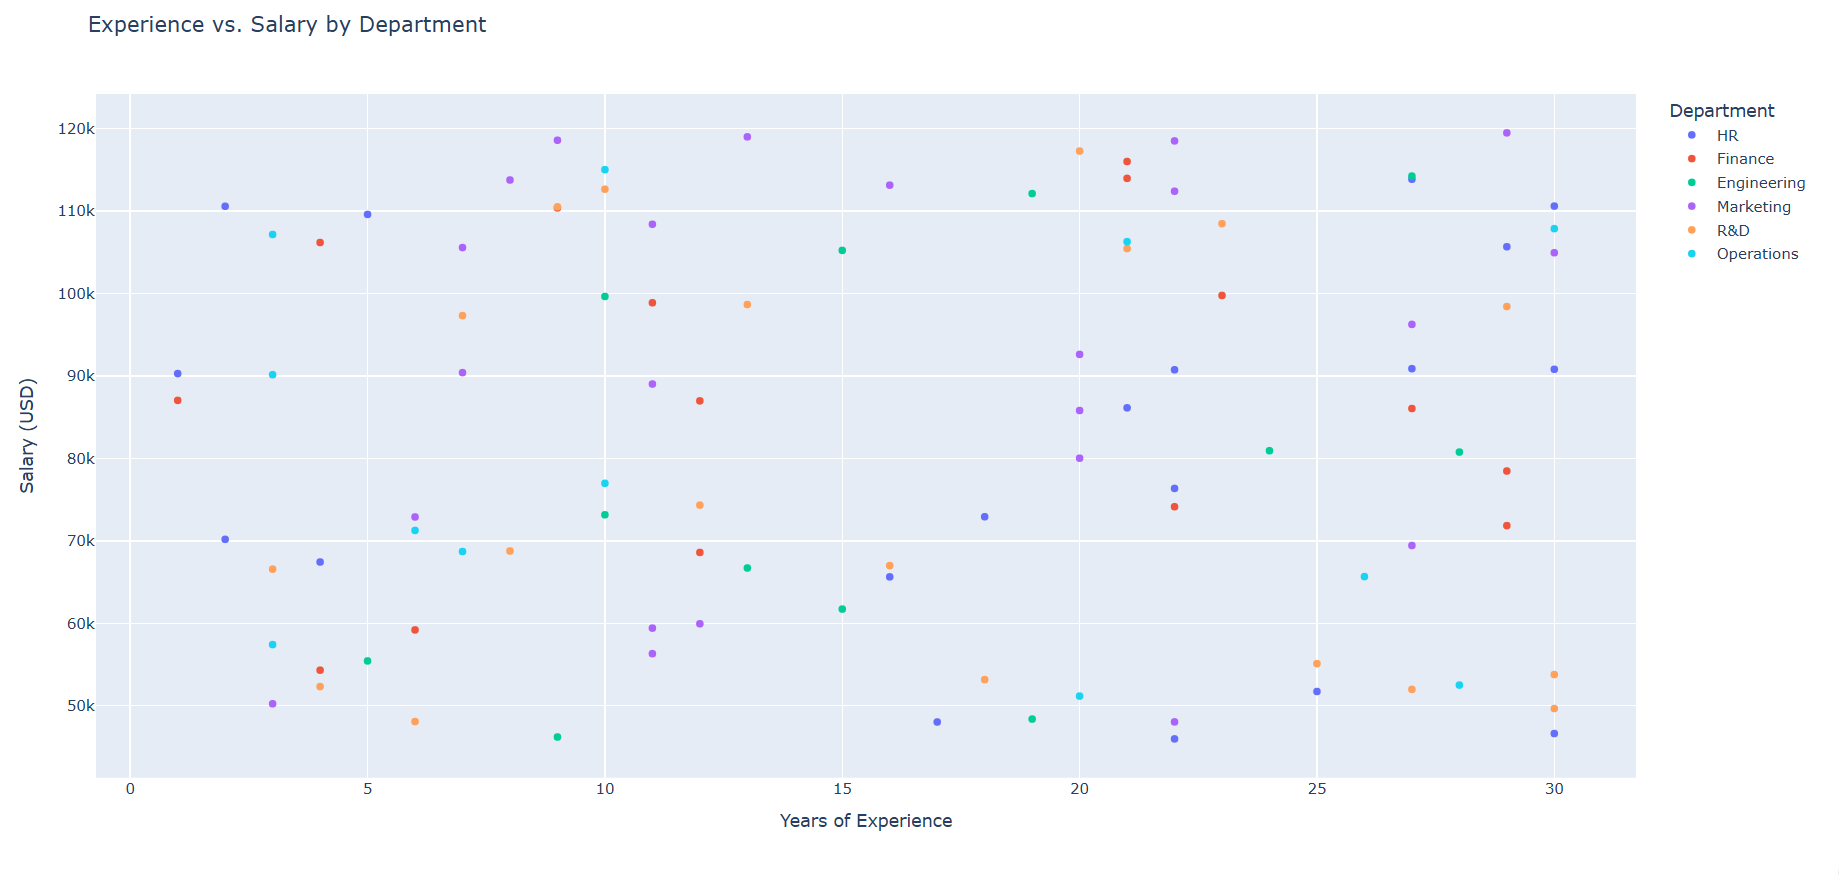 Experience vs. Salary by Department
Department
HR
Finance
Engineering
Marketing
R&D
Operations
Salary (USD)
120k
110k
100k
90k
80k
70k
60k
50k
0 5 10 15 20 25 30
Years of Experience